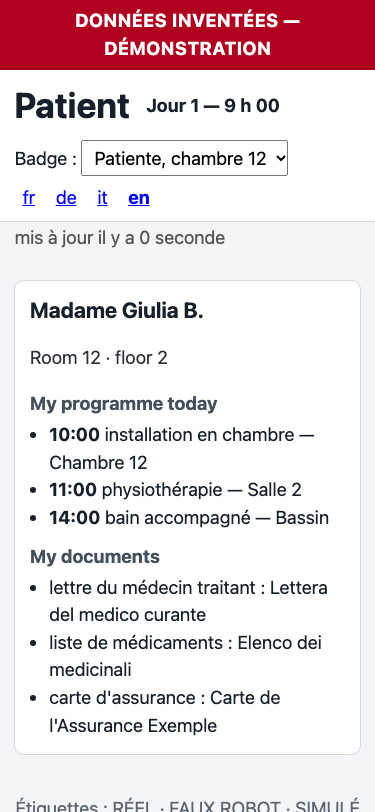 DONNÉES INVENTÉES —
DÉMONSTRATION
Patient Jour 1 — 9 h 00
Badge : Patiente, chambre 12
fr de it en
mis à jour il y a 0 seconde
Madame Giulia B.
Room 12 · floor 2
My programme today
• 10:00 installation en chambre —
Chambre 12
• 11:00 physiothérapie — Salle 2
• 14:00 bain accompagné — Bassin
My documents
• lettre du médecin traitant : Lettera
del medico curante
• liste de médicaments : Elenco dei
medicinali
• carte d'assurance : Carte de
l'Assurance Exemple
Étiquettes : RÉEL · FAUX ROBOT · SIMULÉ